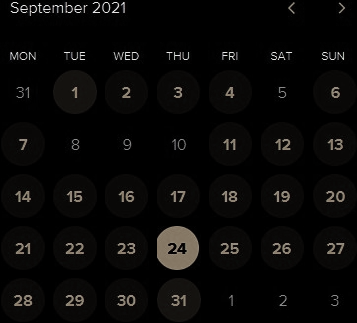 September 2021 < >
MON TUE WED THU FRI SAT SUN
31 1 2 3 4 5 6
7 8 9 10 11 12 13
14 15 16 17 18 19 20
21 22 23 24 25 26 27
28 29 30 31 1 2 3